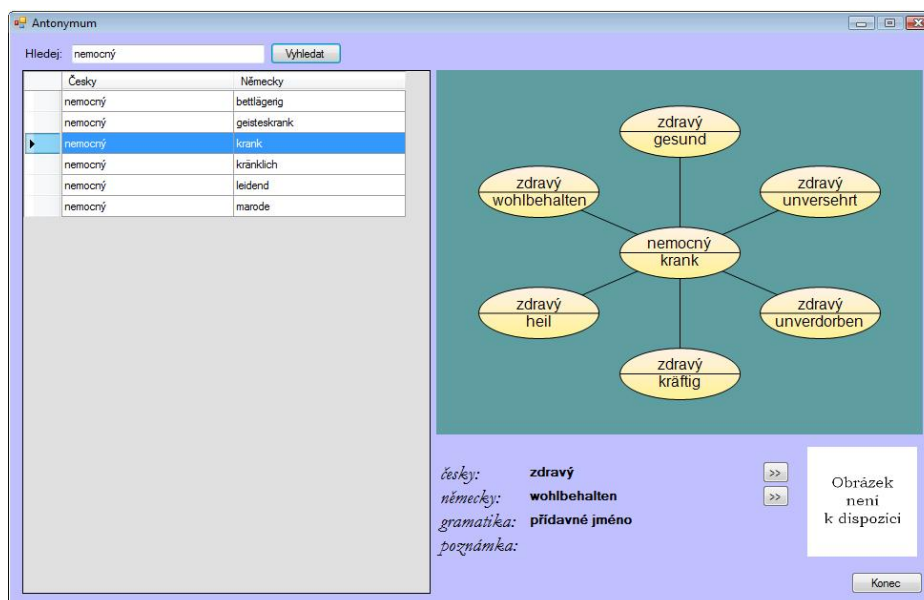 Antonymum
Hledej: nemocný Vyhledat
Česky Německy
nemocný bettlägerig
nemocný geisteskrank
nemocný krank
nemocný kränklich
nemocný leidend
nemocný marode
zdravý
gesund
zdravý
wohlbehalten
zdravý
unversehrt
nemocný
krank
zdravý
heil
zdravý
unverdorben
zdravý
kräftig
česky: zdravý >>
německy: wohlbehalten >>
gramatika: přídavné jméno
poznámka:
Obrázek
není
k dispozici
Konec